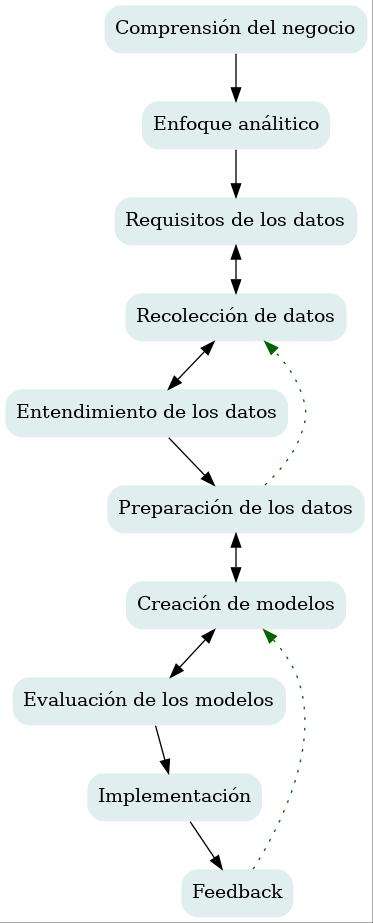 Comprensión del negocio
Enfoque análitico
Requisitos de los datos
Recolección de datos
Entendimiento de los datos
Preparación de los datos
Creación de modelos
Evaluación de los modelos
Implementación
Feedback